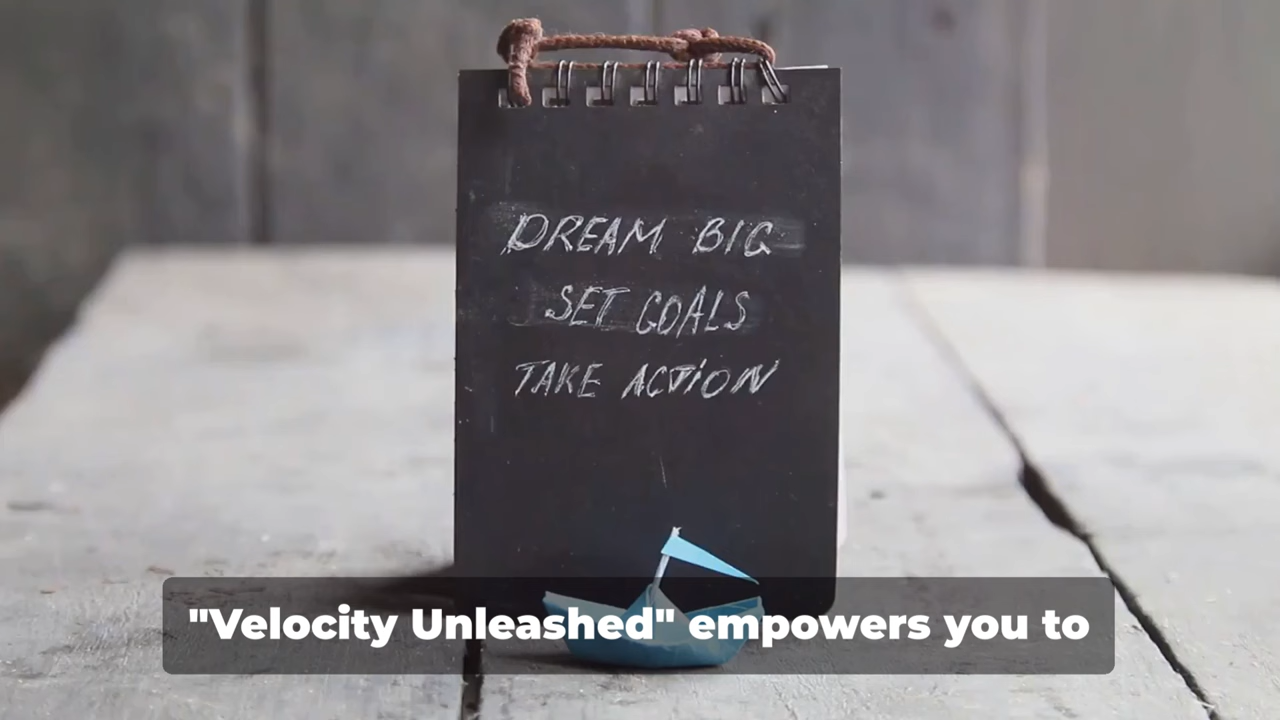 DREAM BIG
SET GOALS
TAKE ACTION
"Velocity Unleashed" empowers you to